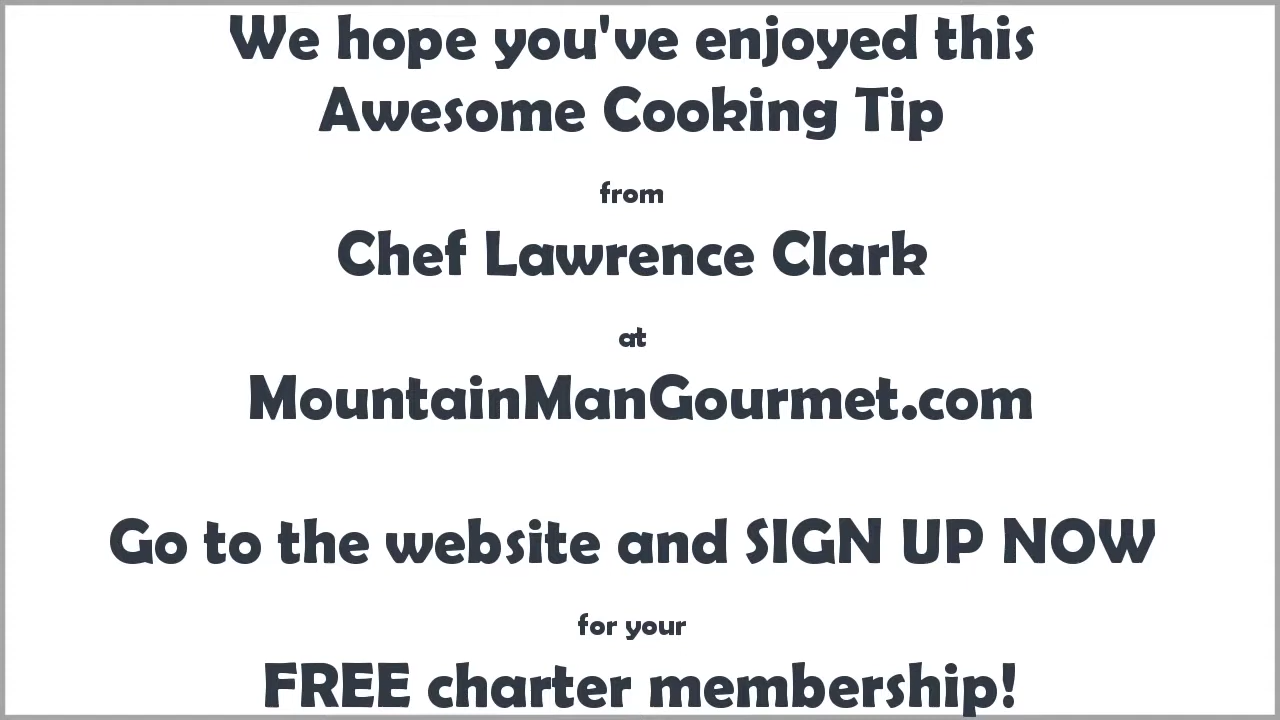 We hope you've enjoyed this
Awesome Cooking Tip
from
Chef Lawrence Clark
at
MountainManGourmet.com
Go to the website and SIGN UP NOW
for your
FREE charter membership!